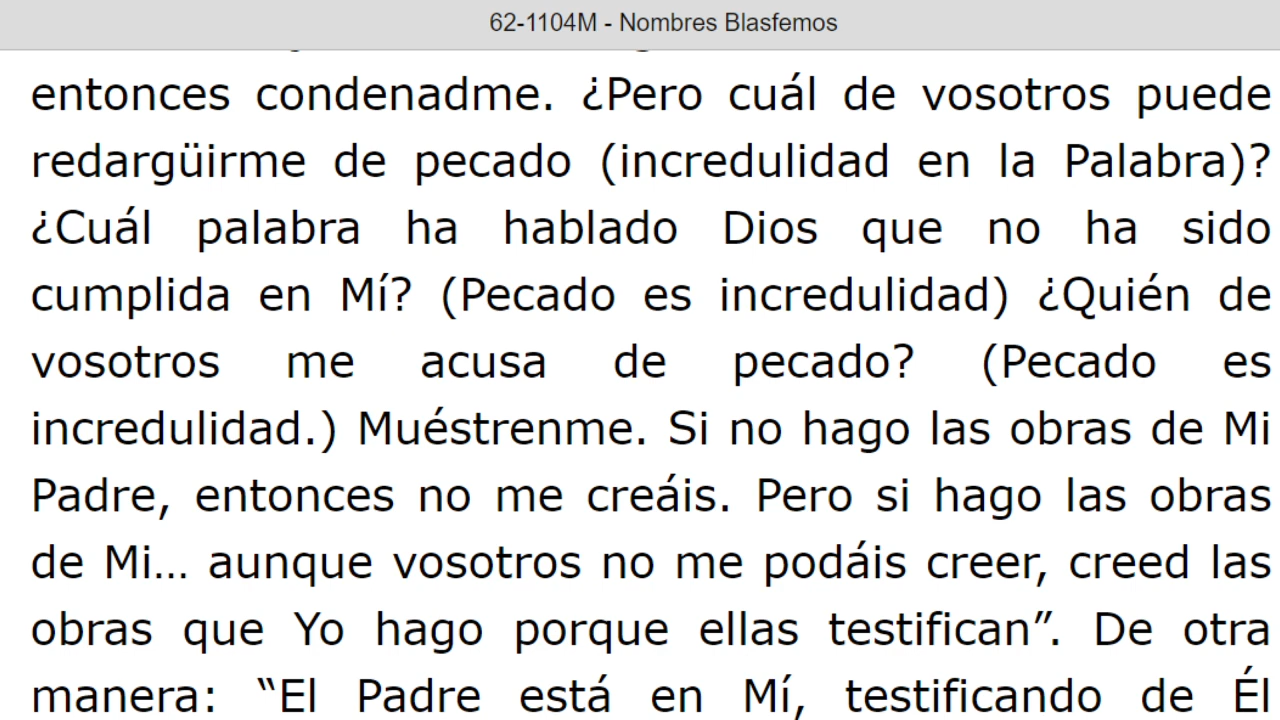 62-1104M - Nombres Blasfemos
entonces condenadme. ¿Pero cuál de vosotros puede
redargüirme de pecado (incredulidad en la Palabra)?
¿Cuál palabra ha hablado Dios que no ha sido
cumplida en Mí? (Pecado es incredulidad) ¿Quién de
vosotros me acusa de pecado? (Pecado es
incredulidad.) Muéstrenme. Si no hago las obras de Mi
Padre, entonces no me creáis. Pero si hago las obras
de Mi… aunque vosotros no me podáis creer, creed las
obras que Yo hago porque ellas testifican”. De otra
manera: “El Padre está en Mí, testificando de Él